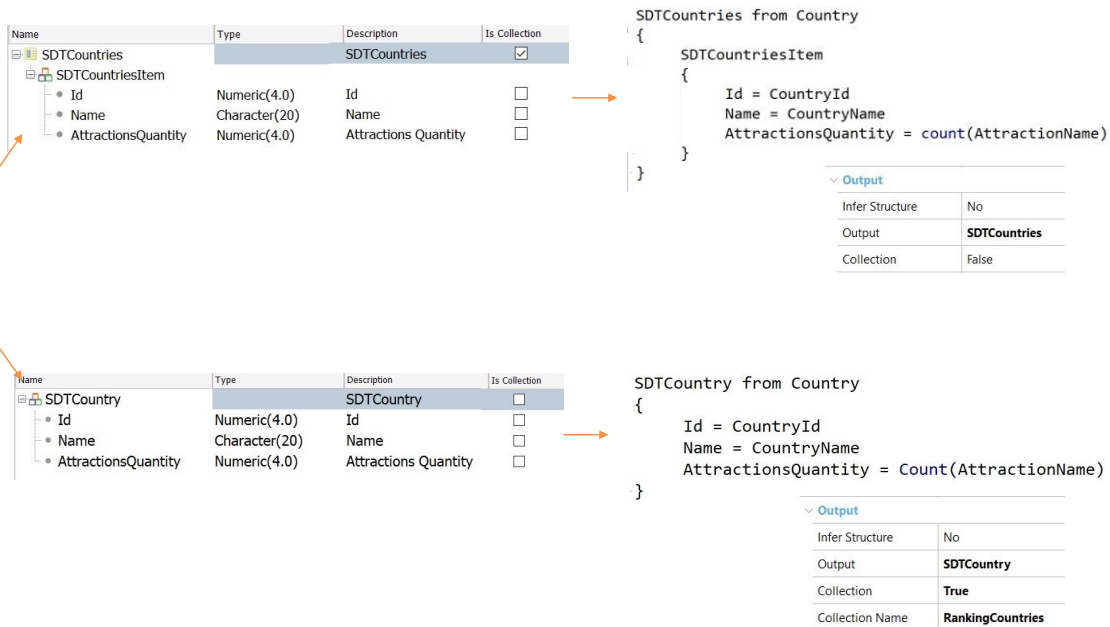 Name Type Description Is Collection
SDTCountries SDTCountries
SDTCountriesItem
Id Numeric(4.0) Id
Name Character(20) Name
AttractionsQuantity Numeric(4.0) Attractions Quantity
SDTCountries from Country
{
SDTCountriesItem
{
Id = CountryId
Name = CountryName
AttractionsQuantity = count(AttractionName)
}
}
Output
Infer Structure No
Output SDTCountries
Collection False
Name Type Description Is Collection
SDTCountry SDTCountry
Id Numeric(4.0) Id
Name Character(20) Name
AttractionsQuantity Numeric(4.0) Attractions Quantity
SDTCountry from Country
{
Id = CountryId
Name = CountryName
AttractionsQuantity = Count(AttractionName)
}
Output
Infer Structure No
Output SDTCountry
Collection True
Collection Name RankingCountries